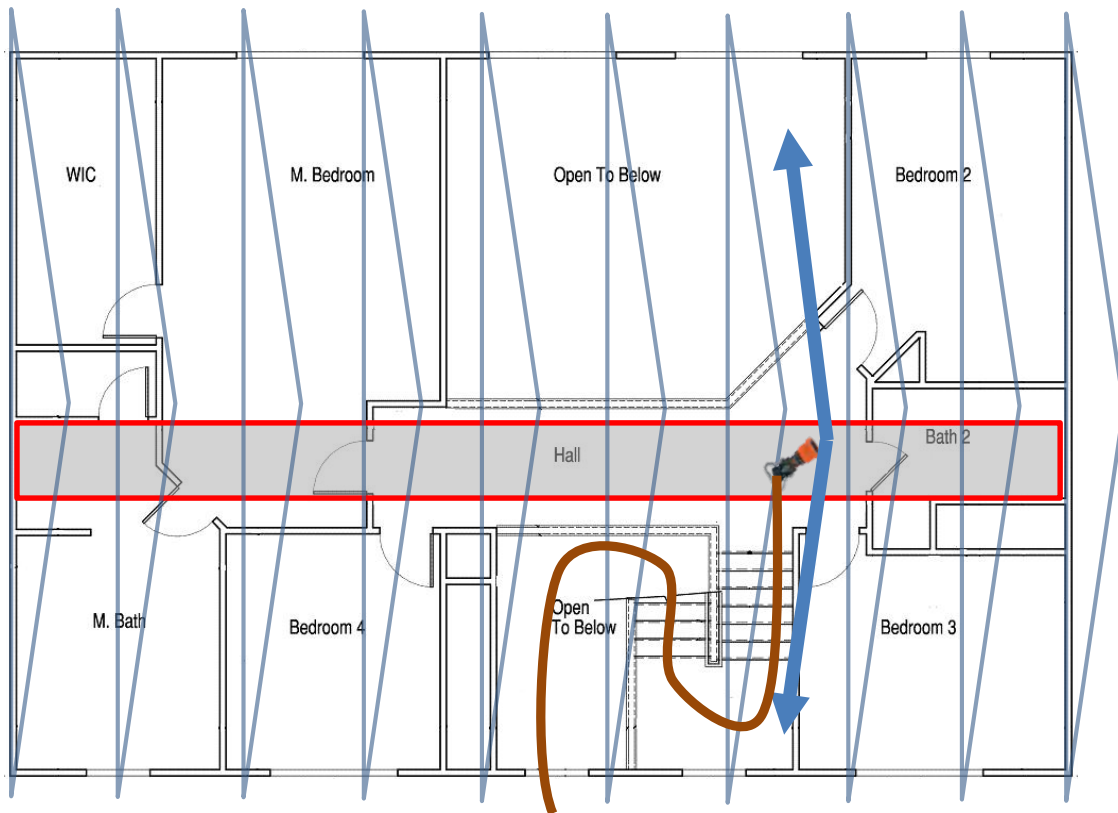 WIC
M. Bedroom
Open To Below
Bedroom 2
Hall
Bath 2
M. Bath
Bedroom 4
Open
To Below
Bedroom 3